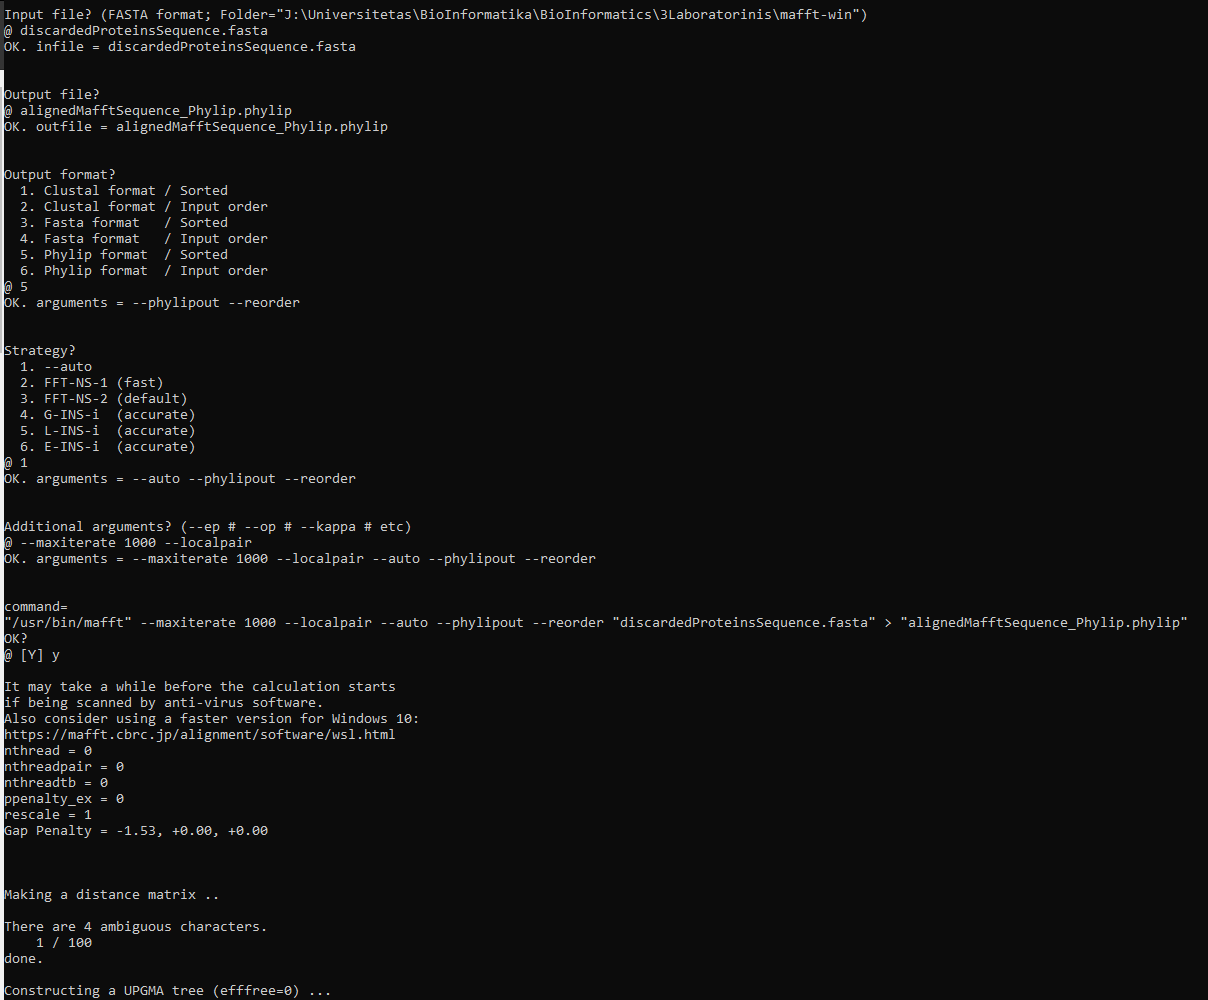 Input file? (FASTA format; Folder="J:\Universitetas\BioInformatika\BioInformatics\3Laboratorinis\mafft-win")
@ discardedProteinsSequence.fasta
OK. infile = discardedProteinsSequence.fasta
Output file?
@ alignedMafftSequence_Phylip.phylip
OK. outfile = alignedMafftSequence_Phylip.phylip
Output format?
1. Clustal format / Sorted
2. Clustal format / Input order
3. Fasta format   / Sorted
4. Fasta format   / Input order
5. Phylip format  / Sorted
6. Phylip format  / Input order
@ 5
OK. arguments = --phylipout --reorder
Strategy?
1. --auto
2. FFT-NS-1 (fast)
3. FFT-NS-2 (default)
4. G-INS-i  (accurate)
5. L-INS-i  (accurate)
6. E-INS-i  (accurate)
@ 1
OK. arguments = --auto --phylipout --reorder
Additional arguments? (--ep # --op # --kappa # etc)
@ --maxiterate 1000 --localpair
OK. arguments = --maxiterate 1000 --localpair --auto --phylipout --reorder
command=
"/usr/bin/mafft" --maxiterate 1000 --localpair --auto --phylipout --reorder "discardedProteinsSequence.fasta" > "alignedMafftSequence_Phylip.phylip"
OK?
@ [Y] y
It may take a while before the calculation starts
if being scanned by anti-virus software.
Also consider using a faster version for Windows 10:
https://mafft.cbrc.jp/alignment/software/wsl.html
nthread = 0
nthreadpair = 0
nthreadtb = 0
ppenalty_ex = 0
rescale = 1
Gap Penalty = -1.53, +0.00, +0.00
Making a distance matrix ..
There are 4 ambiguous characters.
1 / 100
done.
Constructing a UPGMA tree (efffree=0) ...